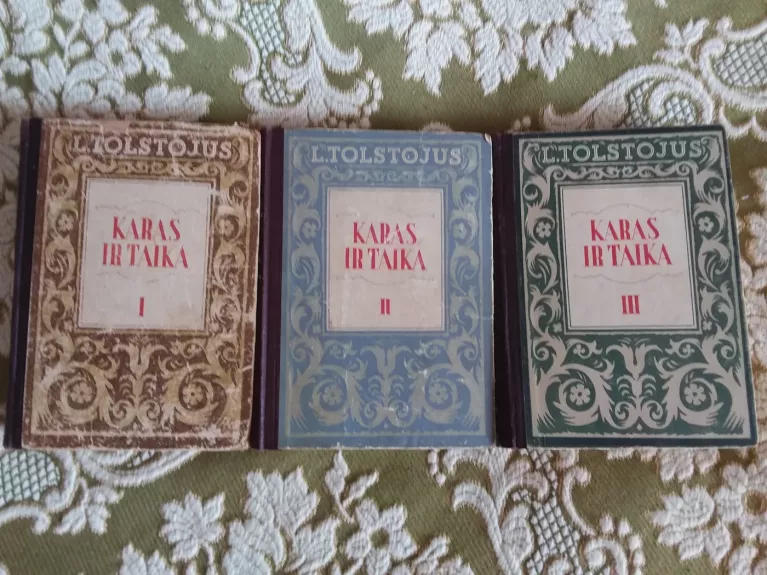 L.TOLSTOJUS
KARAS
IR TAIKA
I
L.TOLSTOJUS
KARAS
IR TAIKA
II
L.TOLSTOJUS
KARAS
IR TAIKA
III